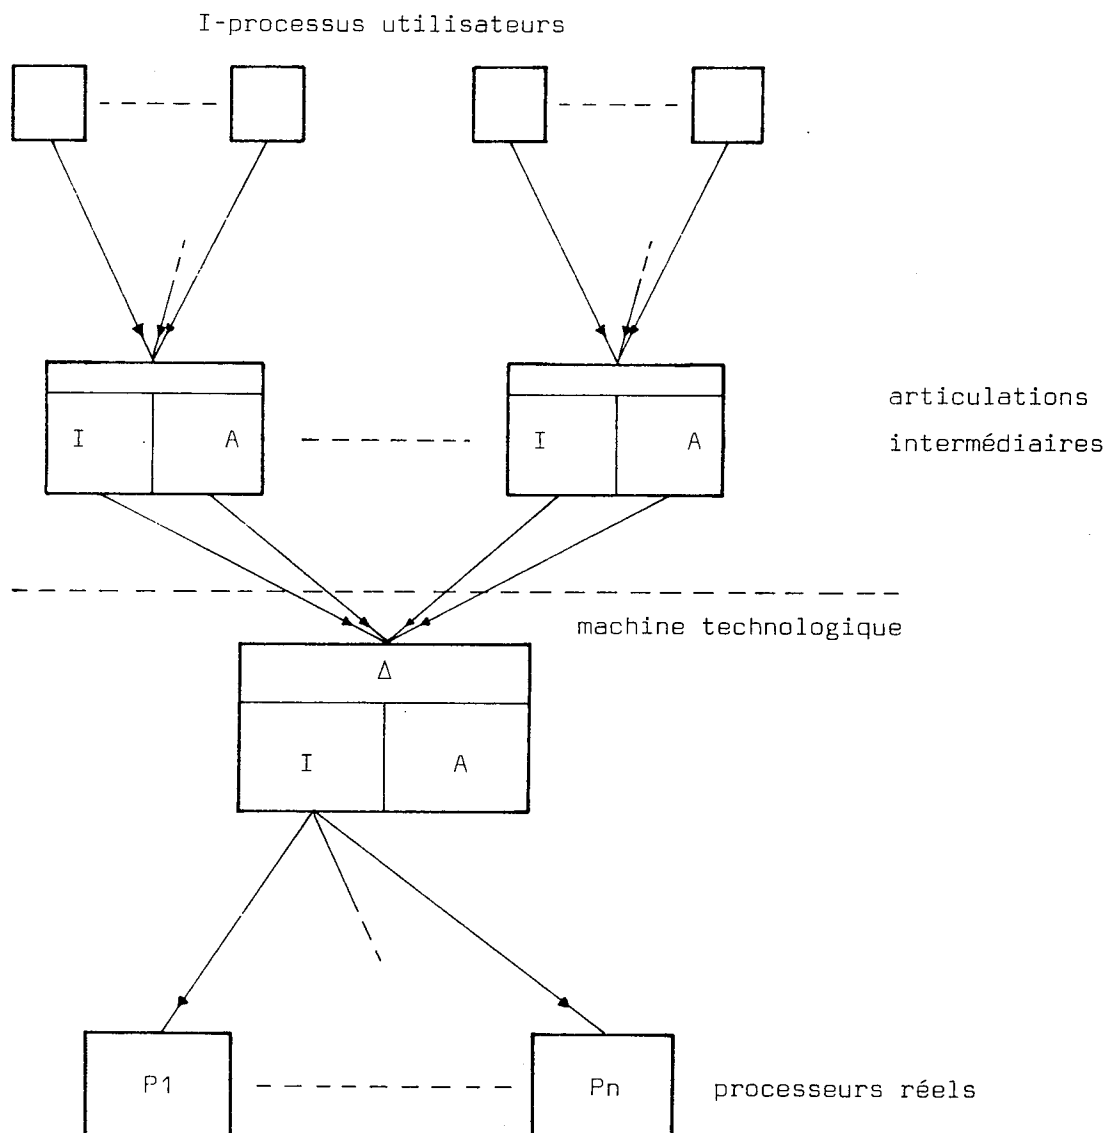 I-processus utilisateurs
articulations
I A I A
intermédiaires
machine technologique
Δ
I A
P1 Pn processeurs réels